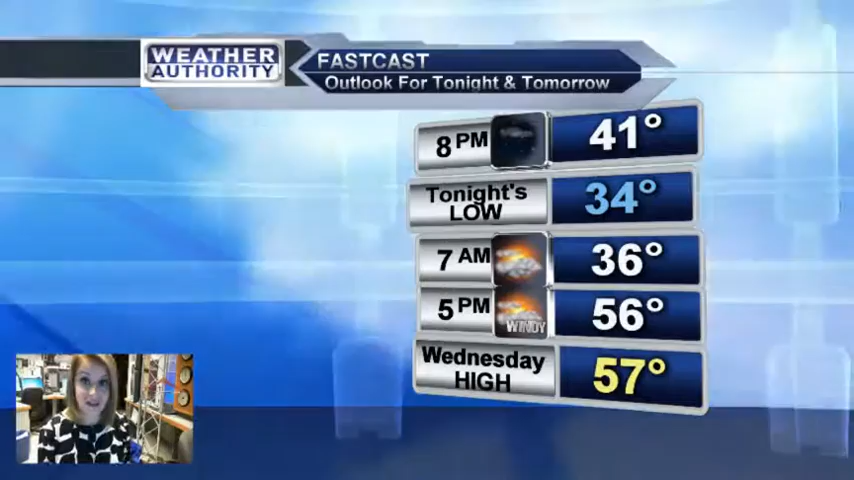 WEATHER
AUTHORITY
FASTCAST
Outlook For Tonight & Tomorrow
8 PM 41°
Tonight's
LOW 34°
7 AM 36°
5 PM WINDY 56°
Wednesday
HIGH 57°